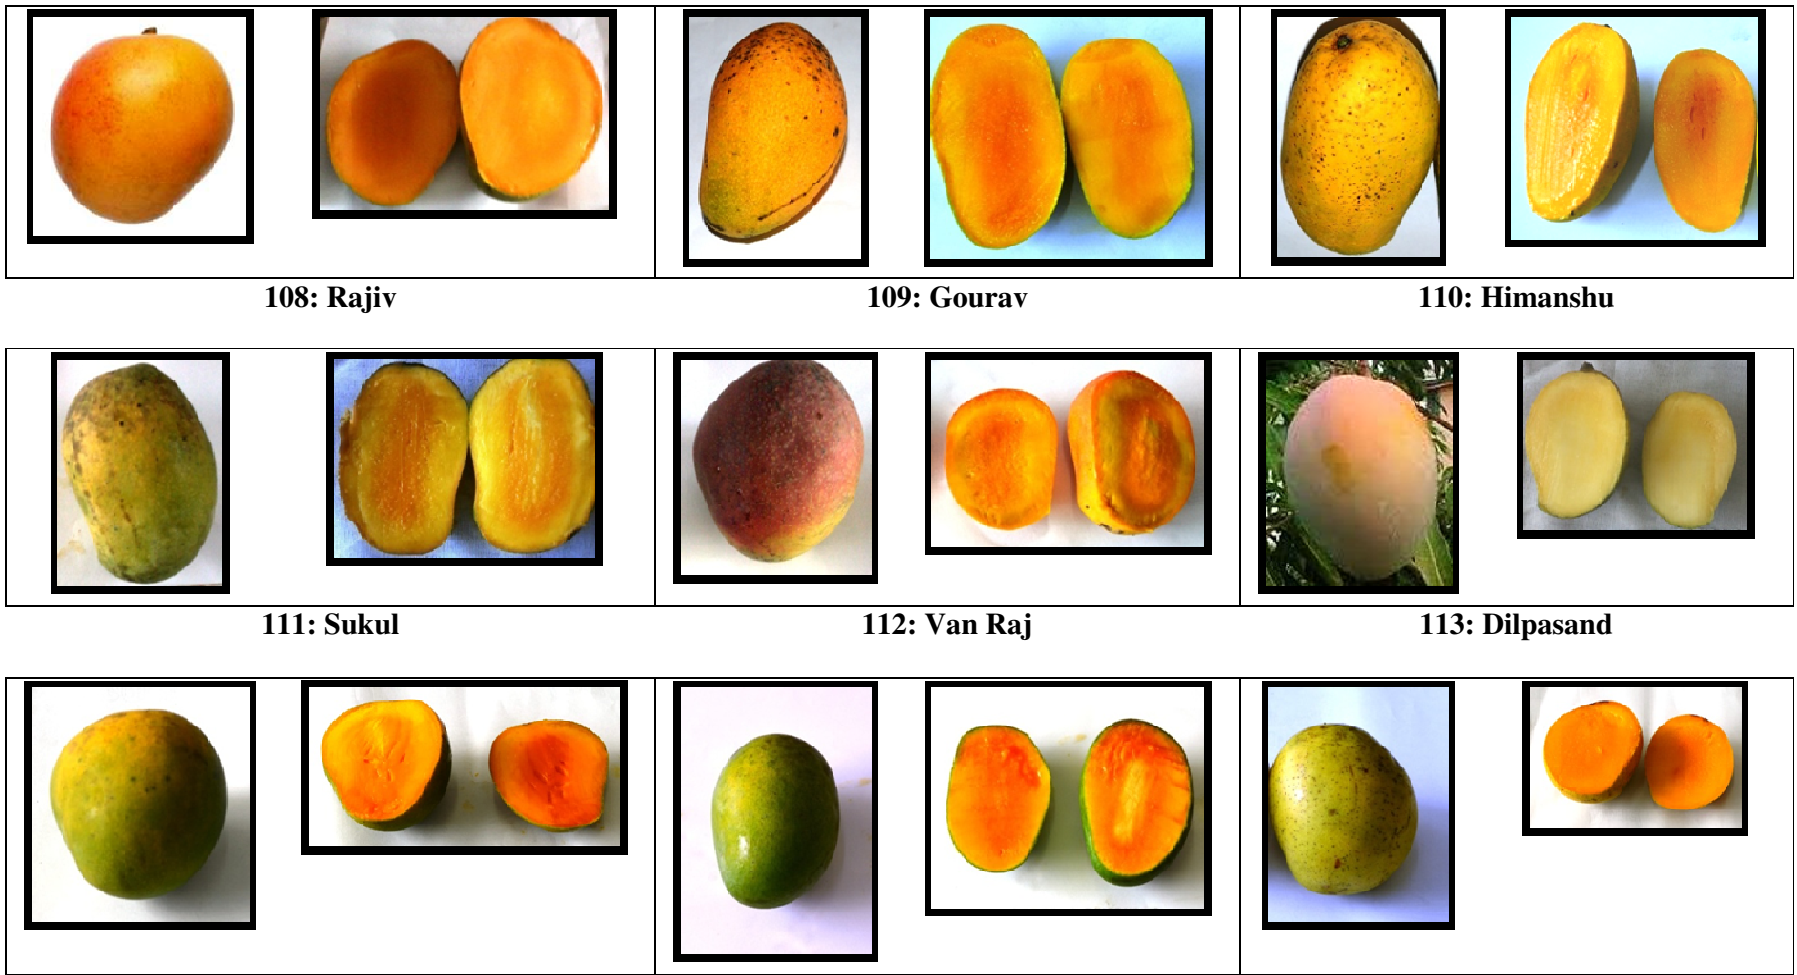 108: Rajiv
109: Gourav
110: Himanshu
111: Sukul
112: Van Raj
113: Dilpasand